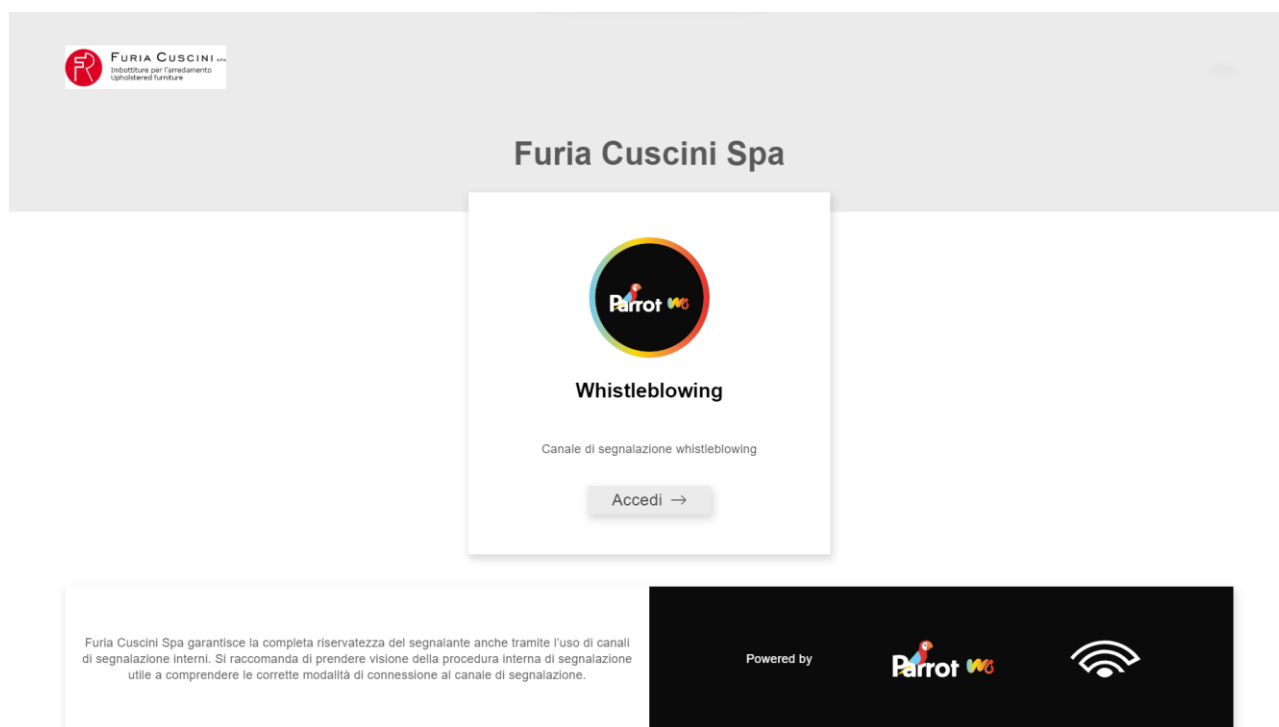 FURIA CUSCINI SPA
Imbottiture per l'arredamento
Upholstered furniture
Furia Cuscini Spa
Parrot WB
Whistleblowing
Canale di segnalazione whistleblowing
Accedi →
Furia Cuscini Spa garantisce la completa riservatezza del segnalante anche tramite l'uso di canali
di segnalazione interni. Si raccomanda di prendere visione della procedura interna di segnalazione
utile a comprendere le corrette modalità di connessione al canale di segnalazione.
Powered by
Parrot WB